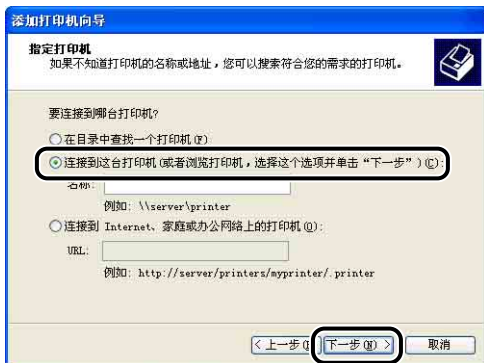 添加打印机向导
指定打印机
如果不知道打印机的名称或地址，您可以搜索符合您的需求的打印机。
要连接到哪台打印机?
在目录中查找一个打印机(F)
连接到这台打印机(或者浏览打印机，选择这个选项并单击“下一步”)(C):
名称:
例如: \\server\printer
连接到 Internet、家庭或办公网络上的打印机(O):
URL:
例如: http://server/printers/myprinter/.printer
<上一步 下一步(N) > 取消